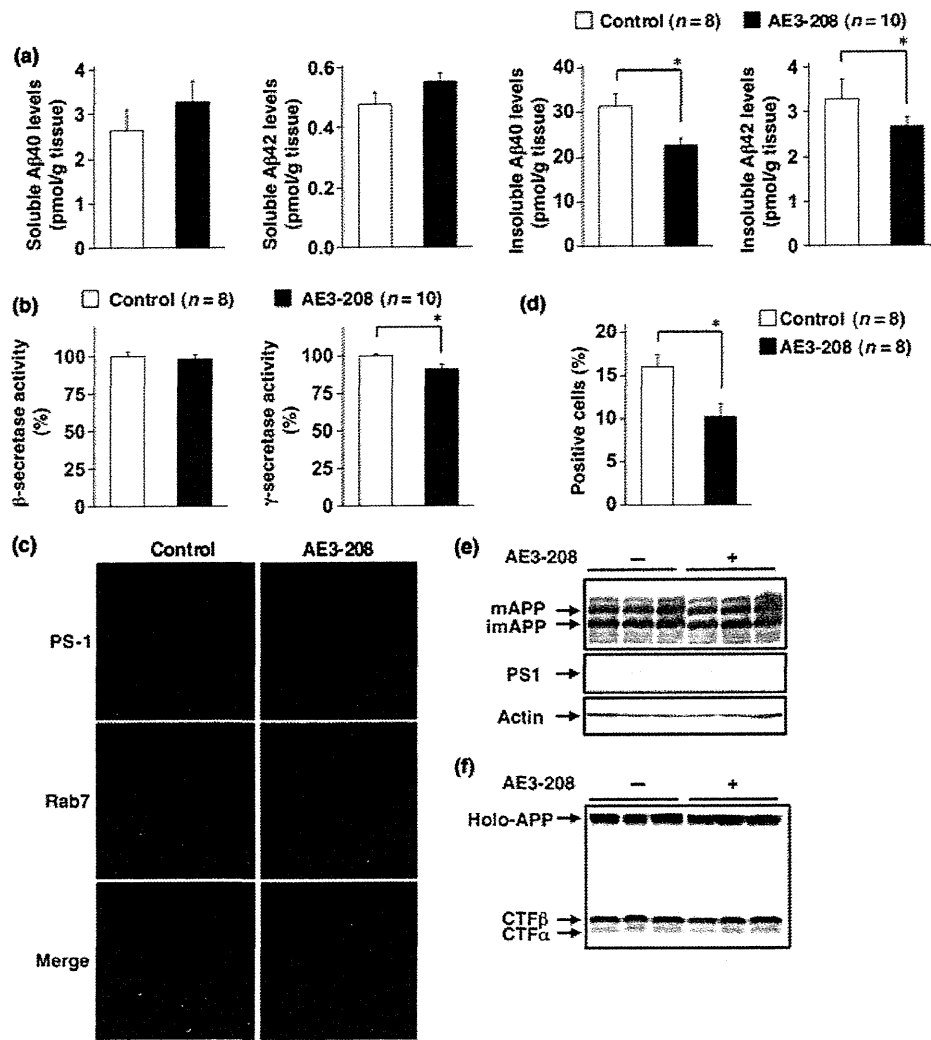 Control (n = 8) AE3-208 (n = 10)
(a)
Soluble Aβ40 levels
(pmol/g tissue)
4
3
2
1
0
Soluble Aβ42 levels
(pmol/g tissue)
0.6
0.4
0.2
0.0
Insoluble Aβ40 levels
(pmol/g tissue)
40
30
20
10
0
*
Insoluble Aβ42 levels
(pmol/g tissue)
4
3
2
1
0
*
(b)
Control (n = 8) AE3-208 (n = 10)
β-secretase activity
(%)
100
75
50
25
0
γ-secretase activity
(%)
100
75
50
25
0
*
(d)
Control (n = 8)
AE3-208 (n = 8)
Positive cells (%)
20
15
10
5
0
*
(c)
Control AE3-208
PS-1
Rab7
Merge
(e)
AE3-208 − +
mAPP
imAPP
PS1
Actin
(f)
AE3-208 − +
Holo-APP
CTFβ
CTFα